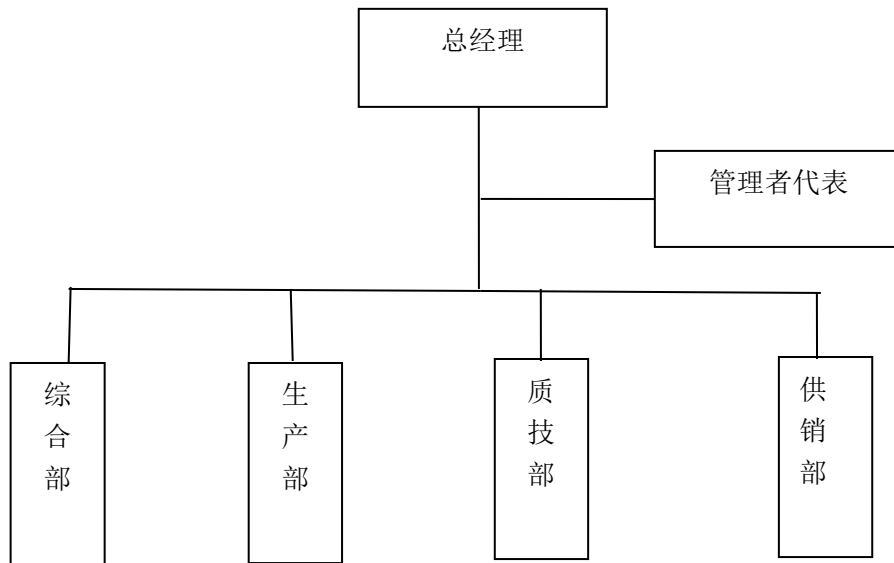 总经理
管理者代表
综合部
生产部
质技部
供销部